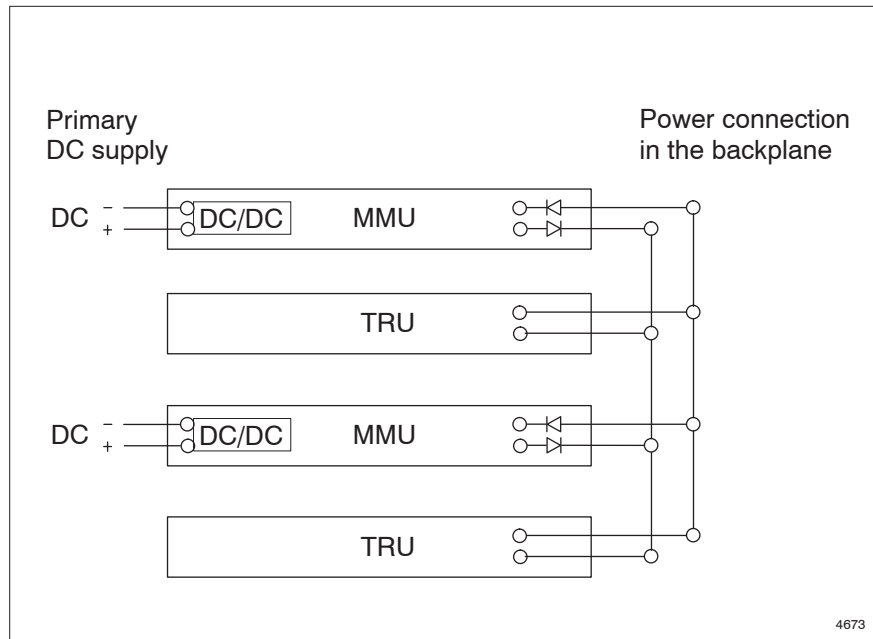 Primary
DC supply
Power connection
in the backplane
DC
−
+
DC/DC
MMU
TRU
DC
−
+
DC/DC
MMU
TRU
4673